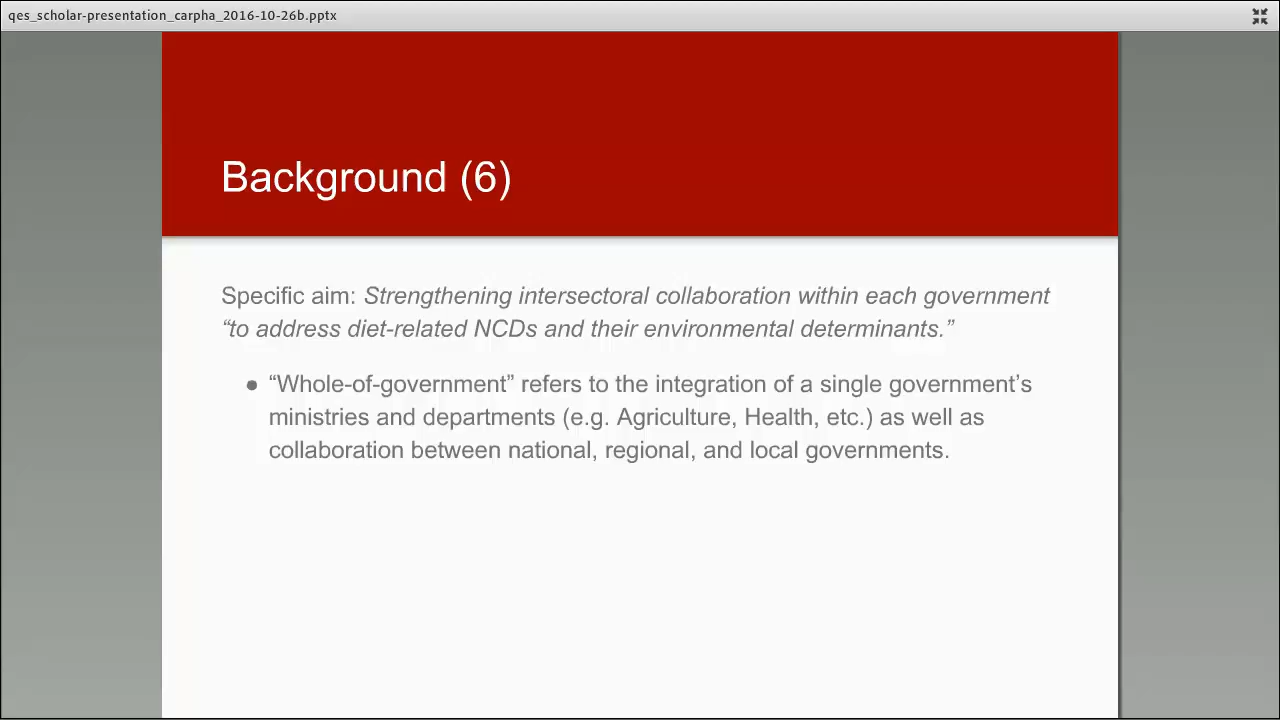 qes_scholar-presentation_carpha_2016-10-26b.pptx
Background (6)
Specific aim: Strengthening intersectoral collaboration within each government
“to address diet-related NCDs and their environmental determinants.”
● “Whole-of-government” refers to the integration of a single government’s
ministries and departments (e.g. Agriculture, Health, etc.) as well as
collaboration between national, regional, and local governments.